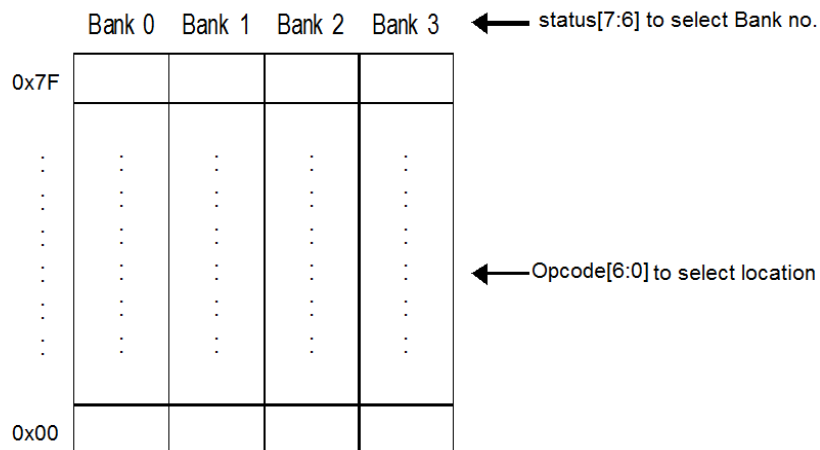 Bank 0 Bank 1 Bank 2 Bank 3 status[7:6] to select Bank no.
0x7F
Opcode[6:0] to select location
0x00